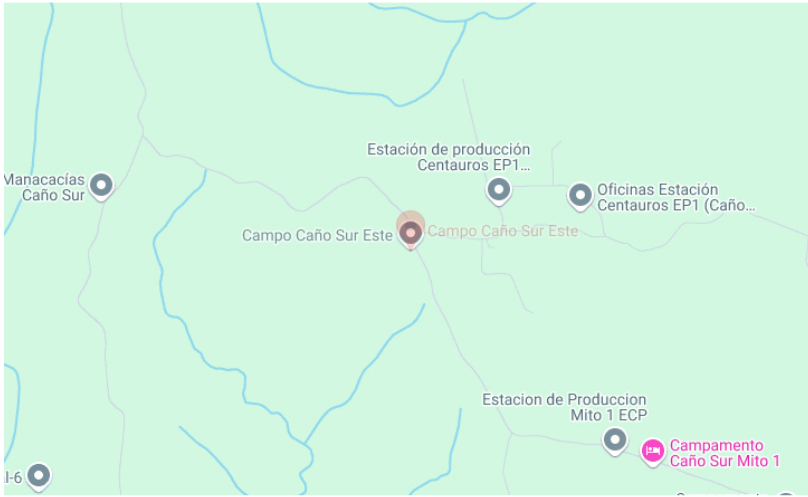 Estación de producción
Centauros EP1...
Manacacías
Caño Sur
Oficinas Estación
Centauros EP1 (Caño...
Campo Caño Sur Este
Campo Caño Sur Este
Estacion de Produccion
Mito 1 ECP
Campamento
Caño Sur Mito 1
l-6